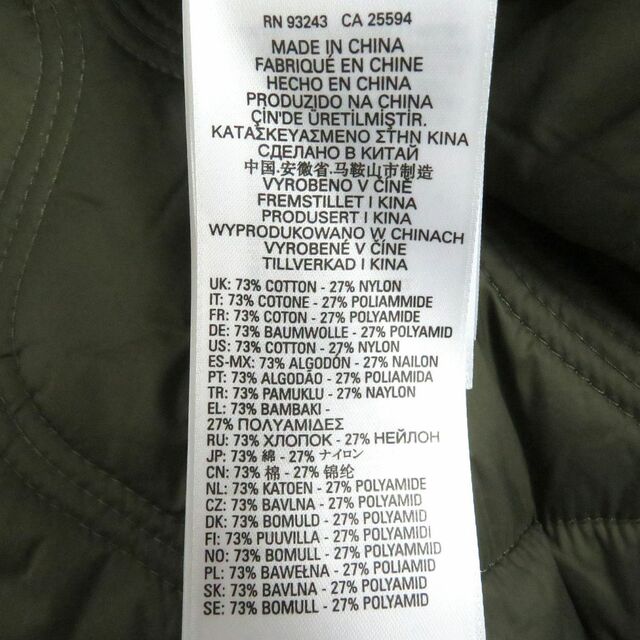 RN 93243 CA 25594
MADE IN CHINA
FABRIQUÉ EN CHINE
HECHO EN CHINA
PRODUZIDO NA CHINA
ÇİN'DE ÜRETİLMİŞTİR.
ΚΑΤΑΣΚΕΥΑΣΜΕΝΟ ΣΤΗΝ ΚΙΝΑ
СДЕЛАНО В КИТАЙ
中国.安徽省.马鞍山市制造
VYROBENO V ČÍNĚ
FREMSTILLET I KINA
PRODUSERT I KINA
WYPRODUKOWANO W CHINACH
VYROBENÉ V ČÍNE
TILLVERKAD I KINA
UK: 73% COTTON - 27% NYLON
IT: 73% COTONE - 27% POLIAMMIDE
FR: 73% COTON - 27% POLYAMIDE
DE: 73% BAUMWOLLE - 27% POLYAMID
US: 73% COTTON - 27% NYLON
ES-MX: 73% ALGODÓN - 27% NAILON
PT: 73% ALGODÃO - 27% POLIAMIDA
TR: 73% PAMUKLU - 27% NAYLON
EL: 73% ΒΑΜΒΑΚΙ -
27% ΠΟΛΥΑΜΙΔΕΣ
RU: 73% ХЛОПОК - 27% НЕЙЛОН
JP: 73% 綿 - 27% ナイロン
CN: 73% 棉 - 27% 锦纶
NL: 73% KATOEN - 27% POLYAMIDE
CZ: 73% BAVLNA - 27% POLYAMID
DK: 73% BOMULD - 27% POLYAMID
FI: 73% PUUVILLA - 27% POLYAMIDI
NO: 73% BOMULL - 27% POLYAMMID
PL: 73% BAWEŁNA - 27% POLIAMID
SK: 73% BAVLNA - 27% POLYAMID
SE: 73% BOMULL - 27% POLYAMID